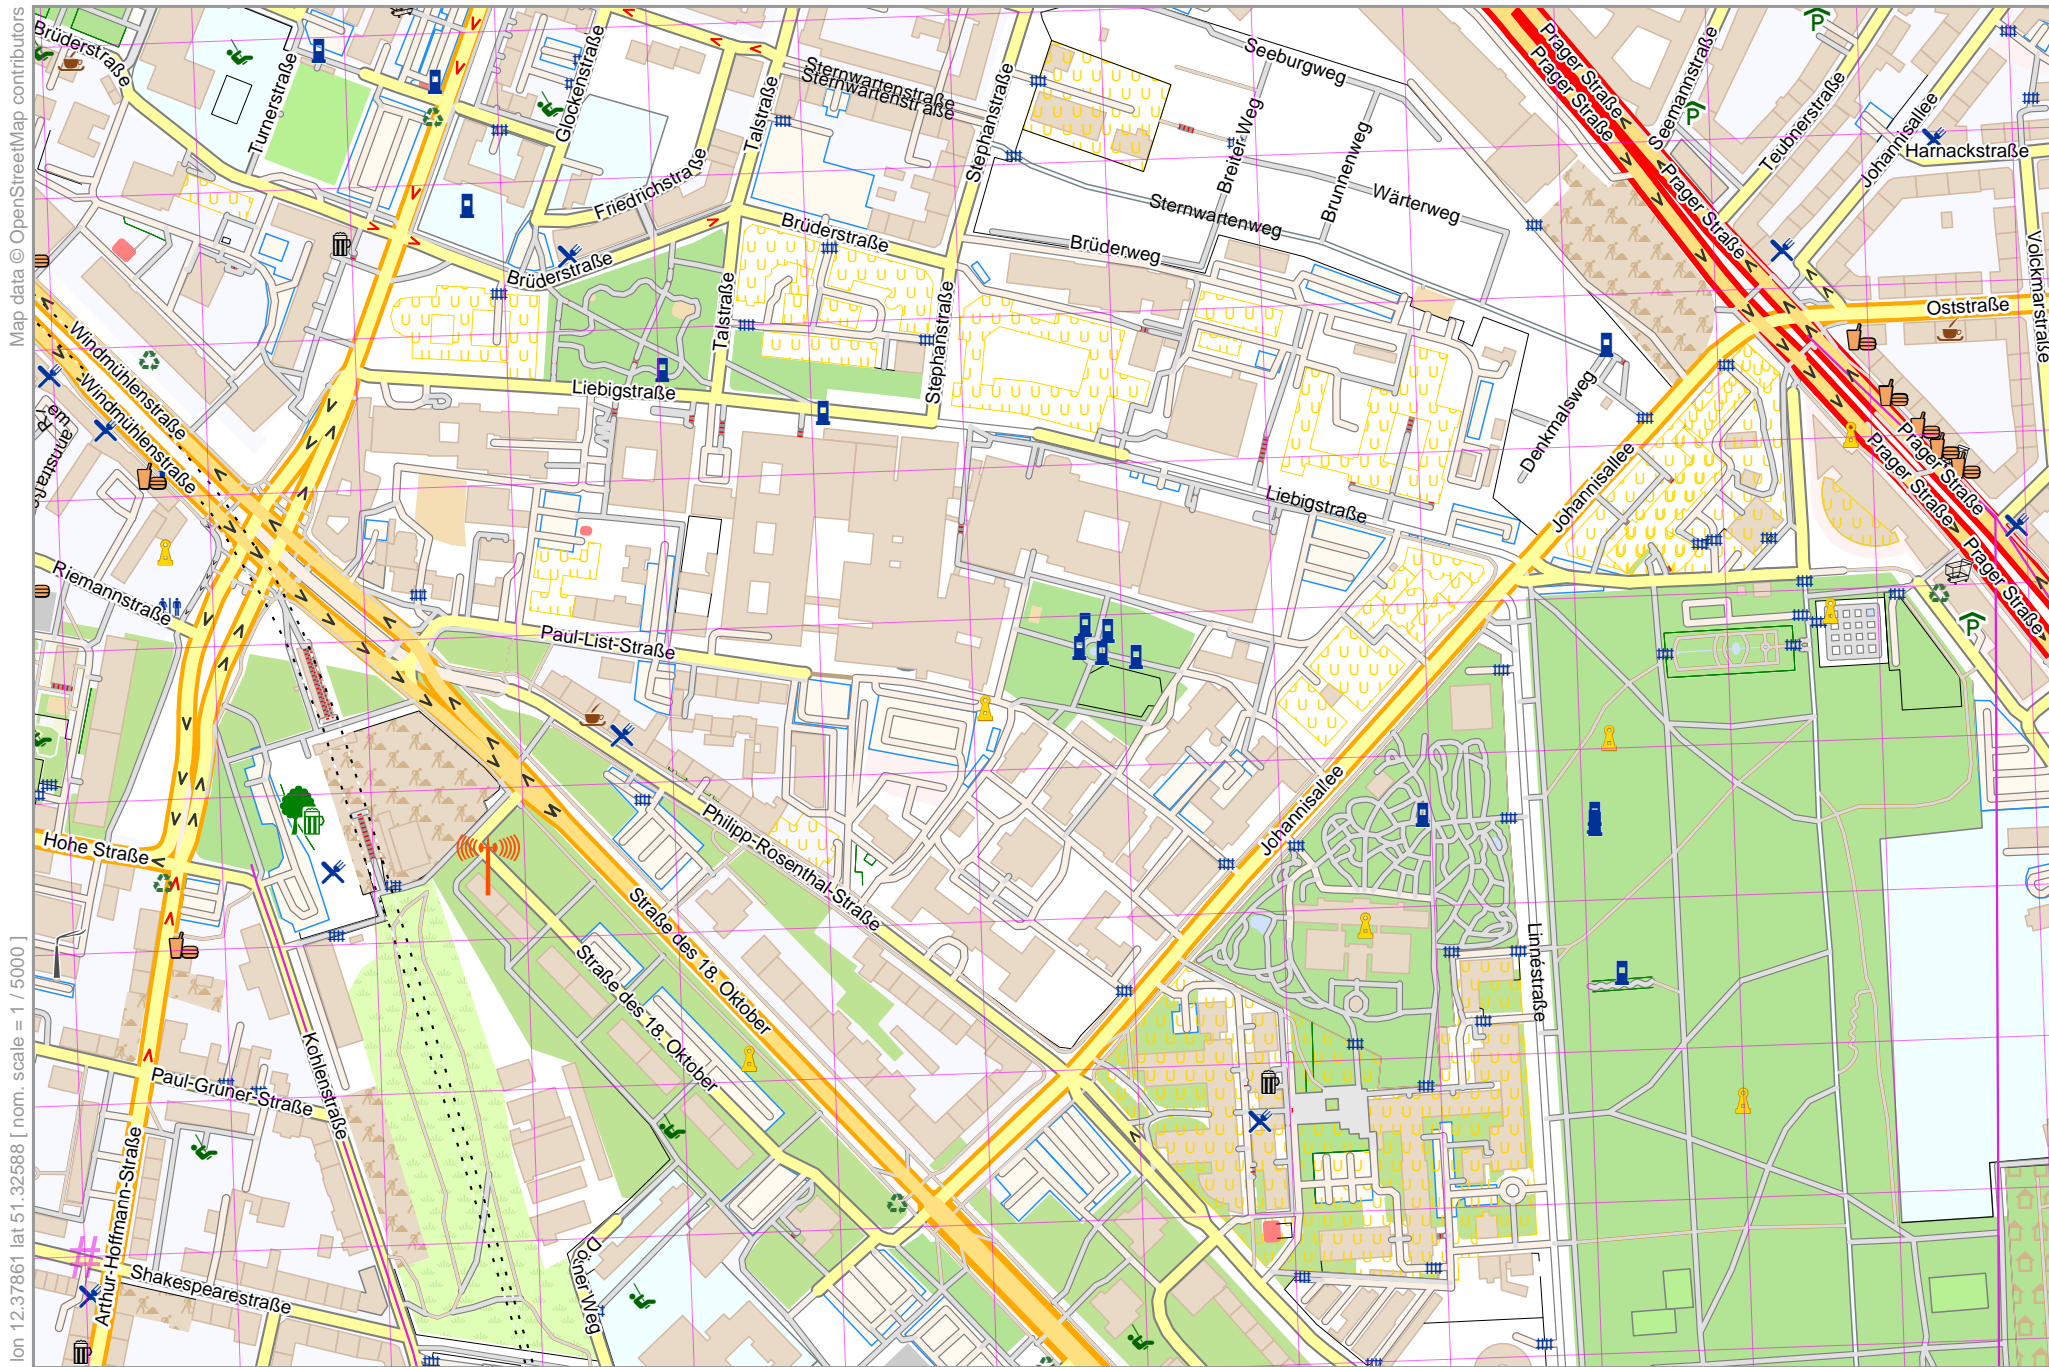 Map data © OpenStreetMap contributors
lon 12.37861 lat 51.32588 [ nom. scale = 1 / 5000 ]
Brüderstraße
Turnerstraße
Glockenstraße
Talstraße
Sternwartenstraße
Sternwartenstraße
Stephanstraße
Seeburgweg
Breiter Weg
Brunnenweg
Wärterweg
Sternwartenweg
Brüderweg
Prager Straße
Prager Straße
Prager Straße
Seemannstraße
Teubnerstraße
Johannisallee
Harnackstraße
Volckmarstraße
Oststraße
Friedrichstraße
Brüderstraße
Brüderstraße
Talstraße
Stephanstraße
Liebigstraße
Windmühlenstraße
Windmühlenstraße
Denkmalsweg
Johannisallee
Liebigstraße
Prager Straße
Prager Straße
Prager Straße
Riemannstraße
Paul-List-Straße
Philipp-Rosenthal-Straße
Johannisallee
Hohe Straße
Straße des 18. Oktober
Straße des 18. Oktober
Linnéstraße
Kohlenstraße
Paul-Gruner-Straße
Arthur-Hoffmann-Straße
Shakespearestraße